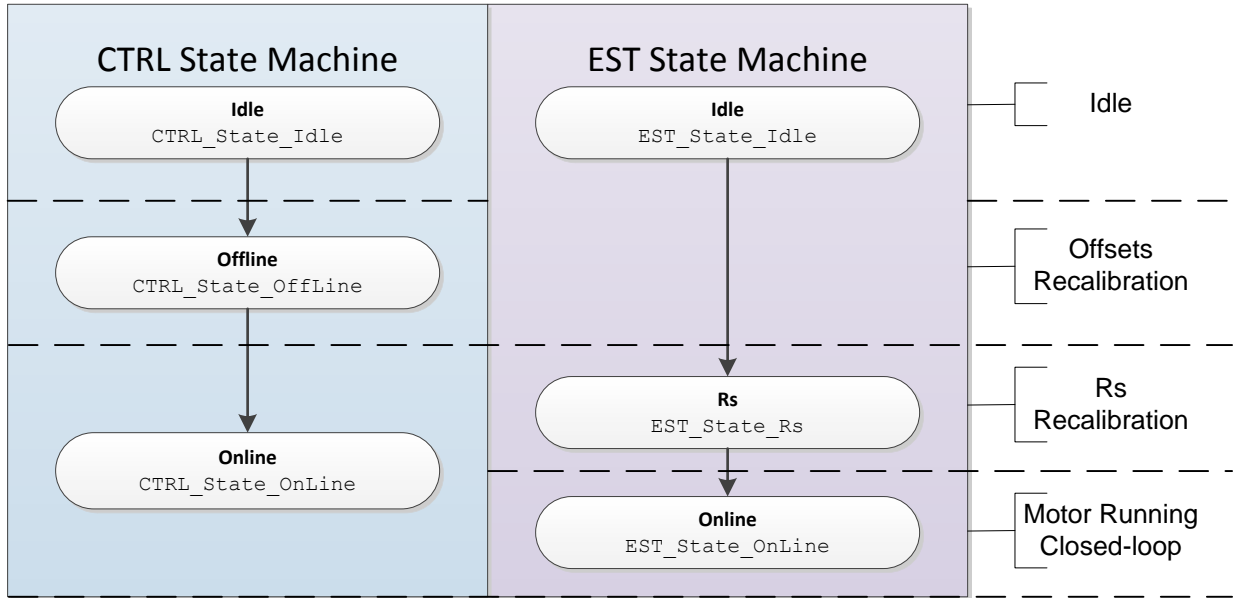 CTRL State Machine
Idle
CTRL_State_Idle
Offline
CTRL_State_OffLine
Online
CTRL_State_OnLine
EST State Machine
Idle
EST_State_Idle
Rs
EST_State_Rs
Online
EST_State_OnLine
Idle
Offsets
Recalibration
Rs
Recalibration
Motor Running
Closed-loop